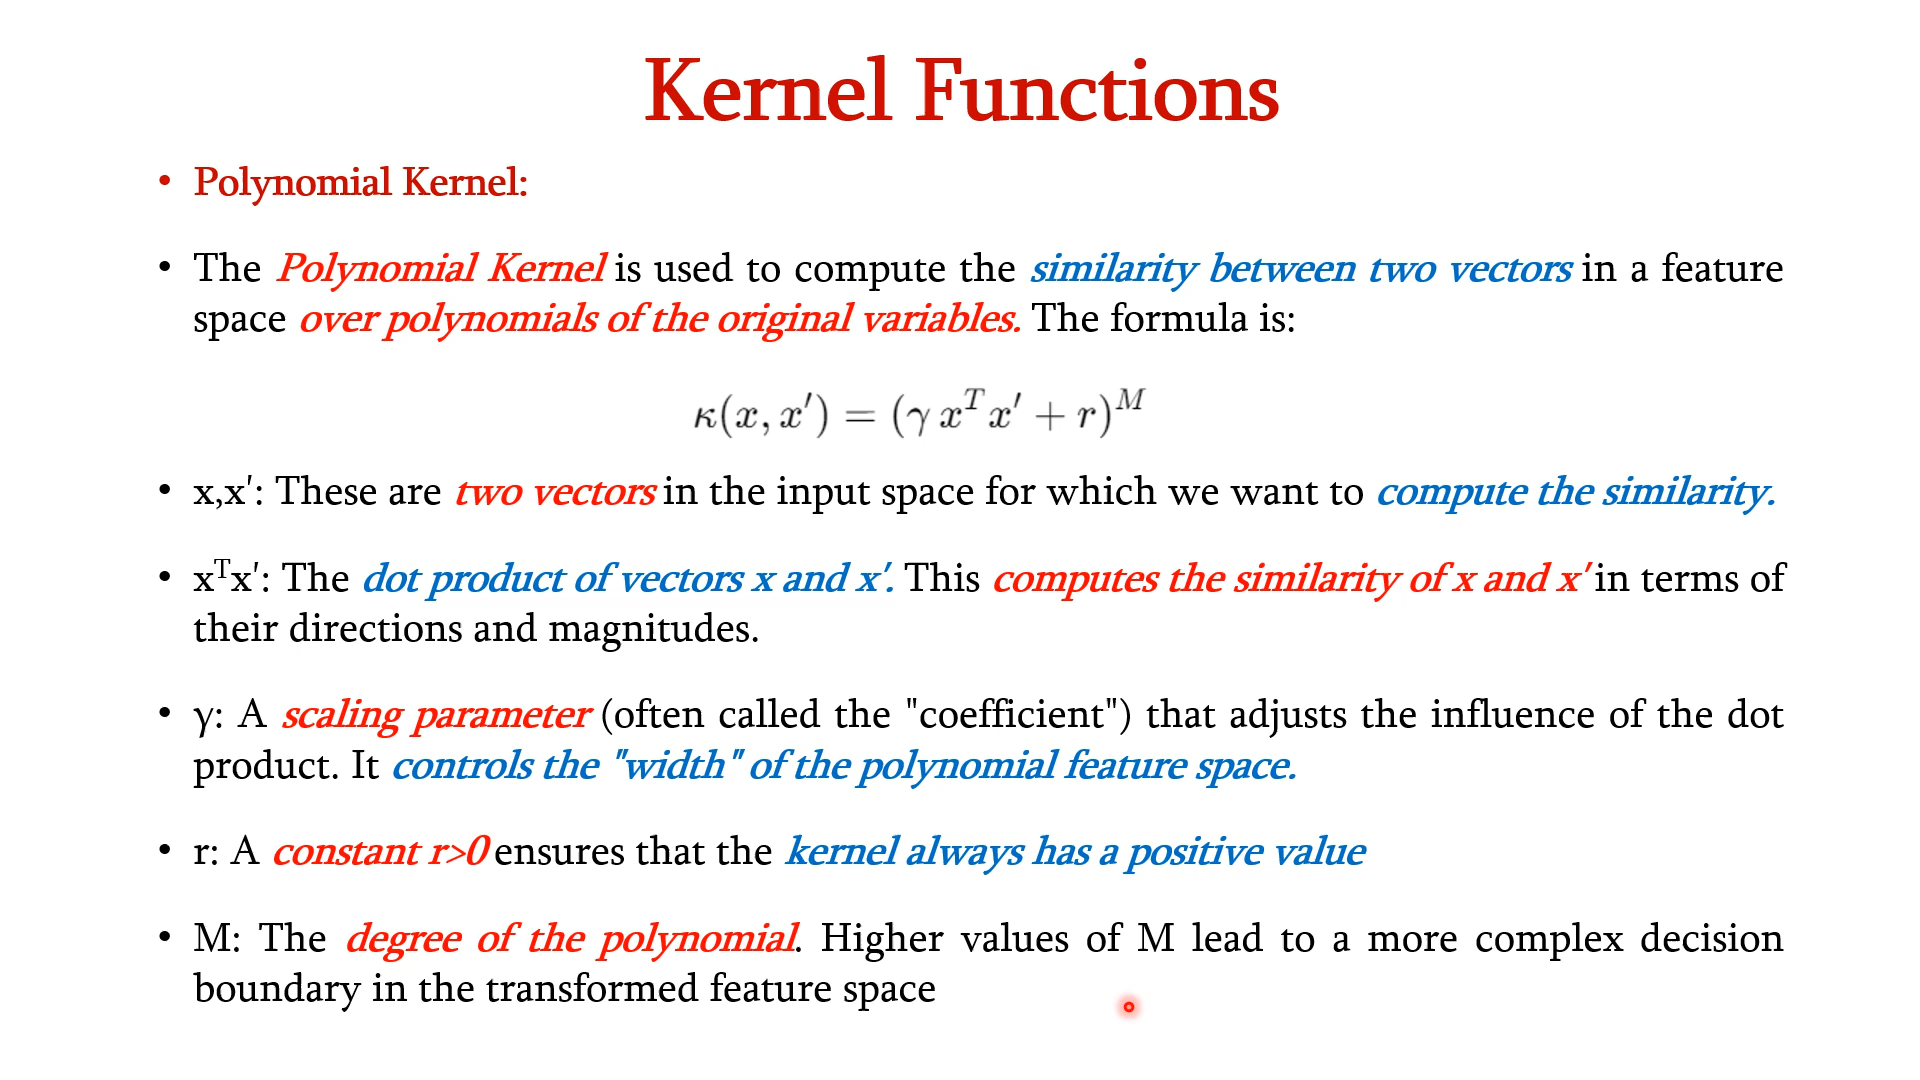 Kernel Functions
• Polynomial Kernel:
• The Polynomial Kernel is used to compute the similarity between two vectors in a feature
space over polynomials of the original variables. The formula is:
κ(x, x′) = (γ xᵀx′ + r)ᴹ
• x,x′: These are two vectors in the input space for which we want to compute the similarity.
• xᵀx′: The dot product of vectors x and x′. This computes the similarity of x and x′ in terms of
their directions and magnitudes.
• γ: A scaling parameter (often called the "coefficient") that adjusts the influence of the dot
product. It controls the "width" of the polynomial feature space.
• r: A constant r>0 ensures that the kernel always has a positive value
• M: The degree of the polynomial. Higher values of M lead to a more complex decision
boundary in the transformed feature space